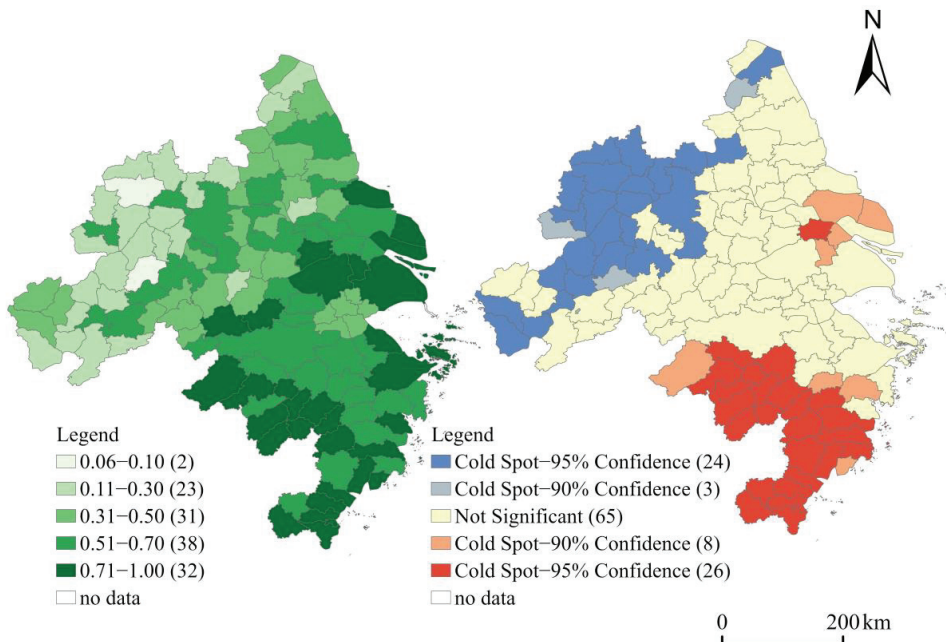 N
Legend
0.06−0.10 (2)
0.11−0.30 (23)
0.31−0.50 (31)
0.51−0.70 (38)
0.71−1.00 (32)
no data
Legend
Cold Spot−95% Confidence (24)
Cold Spot−90% Confidence (3)
Not Significant (65)
Cold Spot−90% Confidence (8)
Cold Spot−95% Confidence (26)
no data
0 200 km